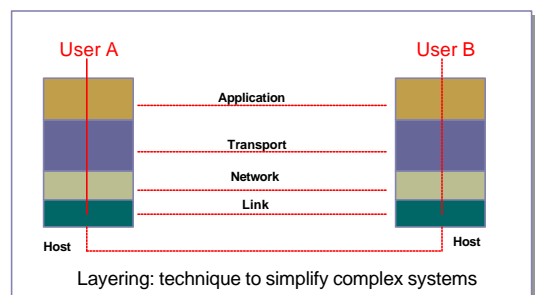 User A
User B
Application
Transport
Network
Link
Host
Host
Layering: technique to simplify complex systems